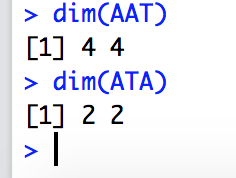 > dim(AAT)
[1] 4 4
> dim(ATA)
[1] 2 2
>